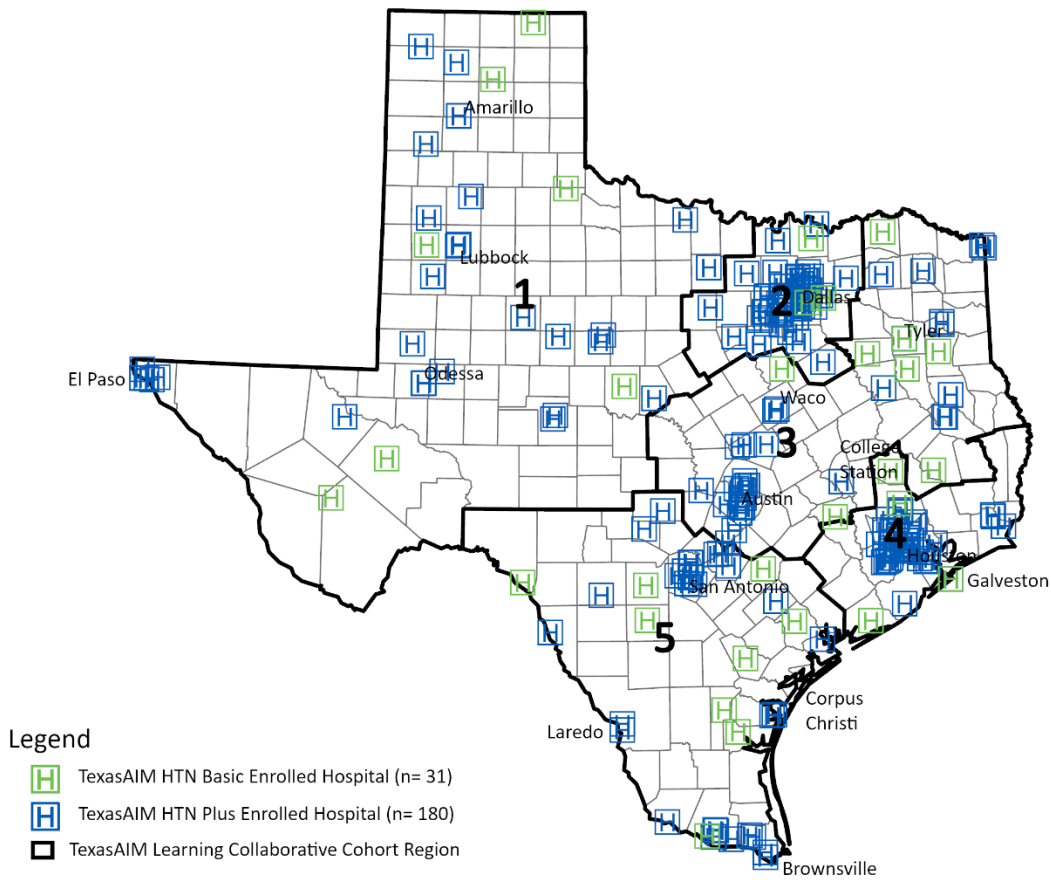 Amarillo
Lubbock
1
2
Dallas
Tyler
El Paso
Odessa
Waco
3
College
Station
Austin
4
Houston
Galveston
San Antonio
5
Corpus
Christi
Laredo
Brownsville
Legend
H TexasAIM HTN Basic Enrolled Hospital (n= 31)
H TexasAIM HTN Plus Enrolled Hospital (n= 180)
TexasAIM Learning Collaborative Cohort Region